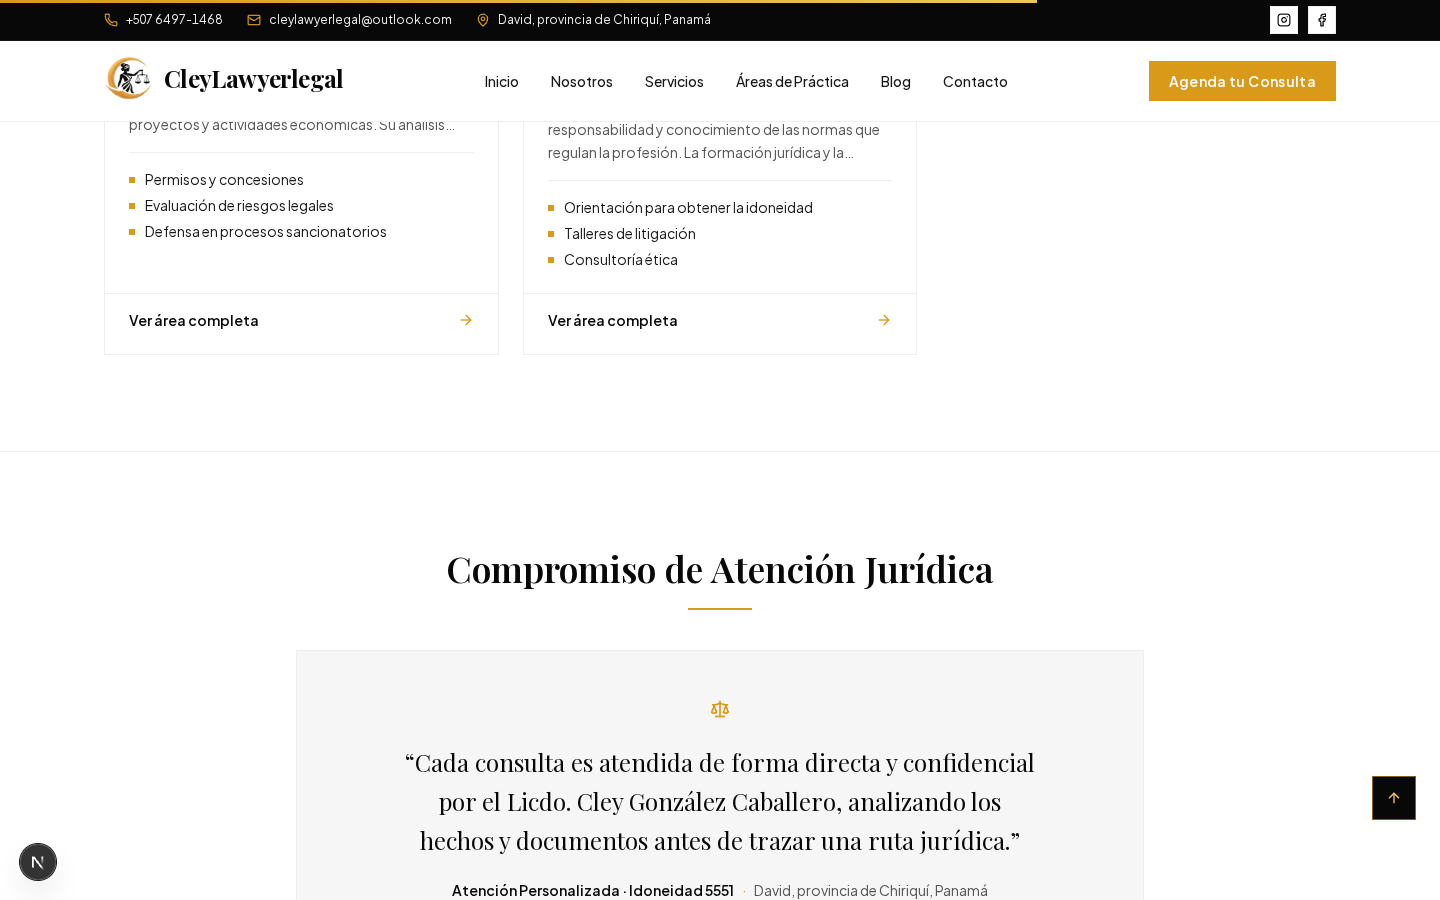 +507 6497-1468
cleylawyerlegal@outlook.com
David, provincia de Chiriquí, Panamá
CleyLawyerlegal
Inicio
Nosotros
Servicios
Áreas de Práctica
Blog
Contacto
Agenda tu Consulta
proyectos y actividades económicas. Su análisis...
Permisos y concesiones
Evaluación de riesgos legales
Defensa en procesos sancionatorios
Ver área completa
responsabilidad y conocimiento de las normas que
regulan la profesión. La formación jurídica y la...
Orientación para obtener la idoneidad
Talleres de litigación
Consultoría ética
Ver área completa
Compromiso de Atención Jurídica
“Cada consulta es atendida de forma directa y confidencial
por el Licdo. Cley González Caballero, analizando los
hechos y documentos antes de trazar una ruta jurídica.”
Atención Personalizada · Idoneidad 5551 · David, provincia de Chiriquí, Panamá